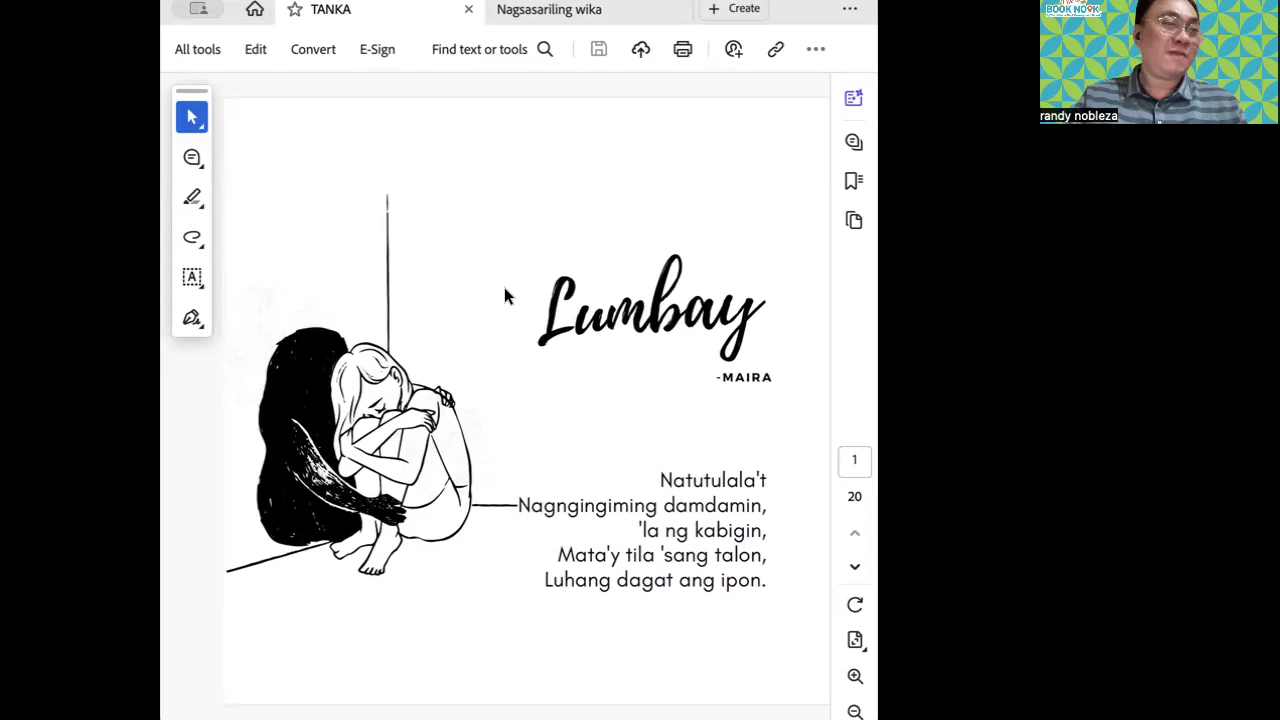 TANKA
Nagsasariling wika
Create
All tools
Edit
Convert
E-Sign
Find text or tools
BOOK NOOK
randy nobleza
Lumbay
-MAIRA
Natutulala't
Nagngingiming damdamin,
'la ng kabigin,
Mata'y tila 'sang talon,
Luhang dagat ang ipon.
1
20